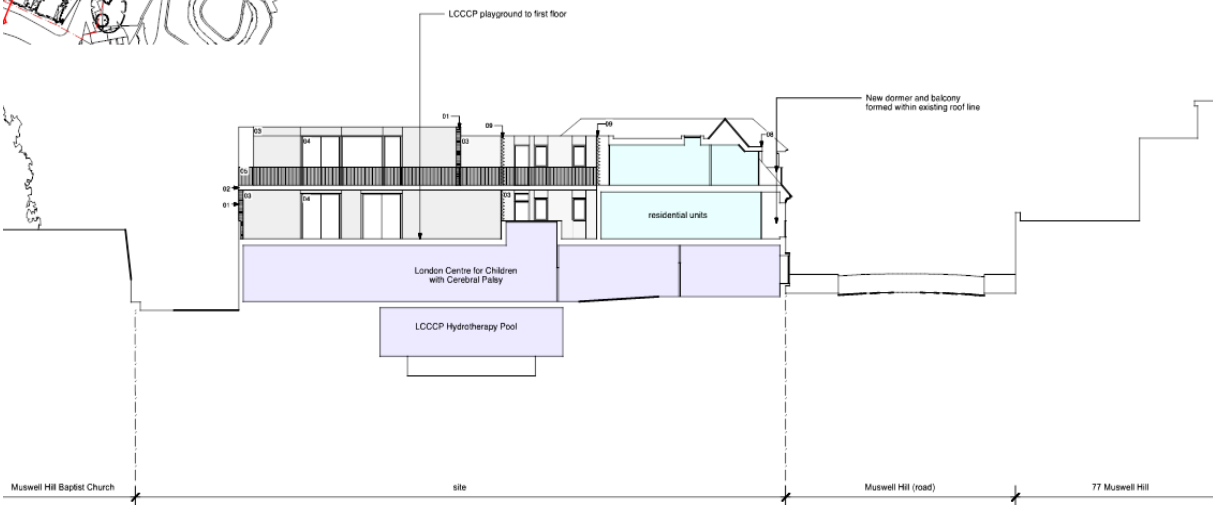 LCCCP playground to first floor
New dormer and balcony
formed within existing roof line
01
09
09
08
03
04
03
05
02
03
01
04
03
residential units
London Centre for Children
with Cerebral Palsy
LCCCP Hydrotherapy Pool
Muswell Hill Baptist Church
site
Muswell Hill (road)
77 Muswell Hill